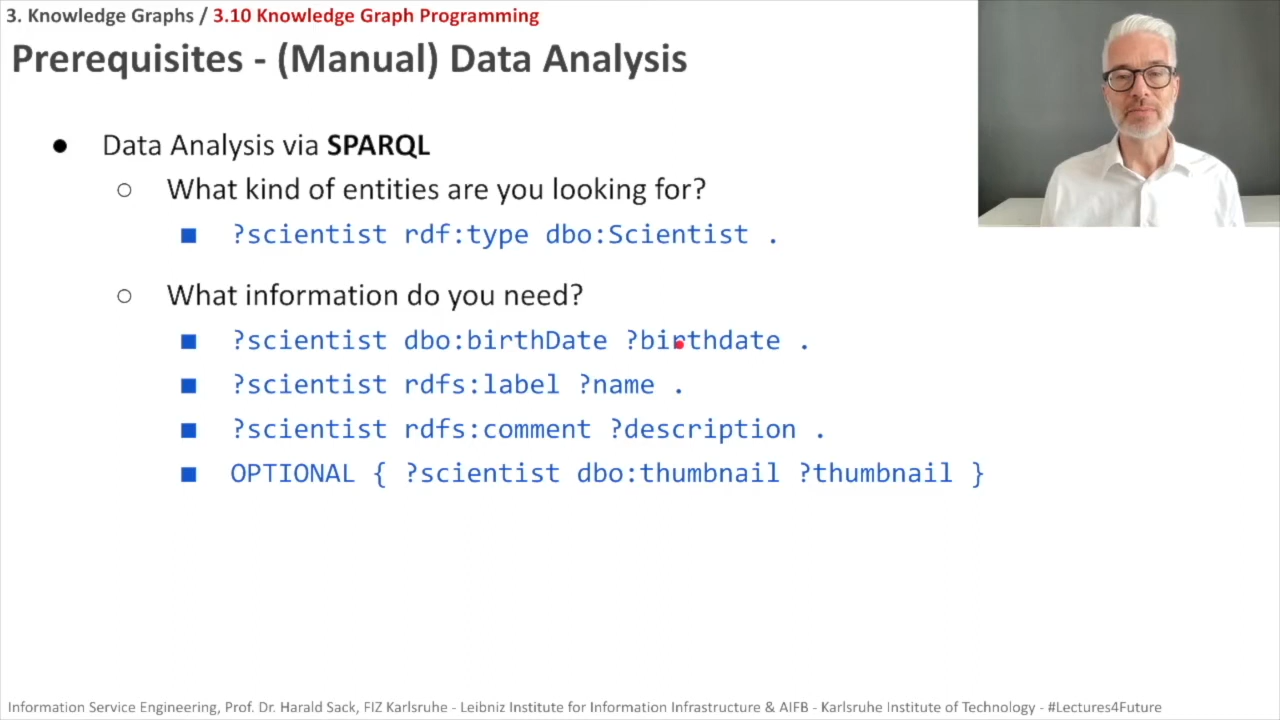 3. Knowledge Graphs / 3.10 Knowledge Graph Programming
Prerequisites - (Manual) Data Analysis
● Data Analysis via SPARQL
○ What kind of entities are you looking for?
■ ?scientist rdf:type dbo:Scientist .
○ What information do you need?
■ ?scientist dbo:birthDate ?birthdate .
■ ?scientist rdfs:label ?name .
■ ?scientist rdfs:comment ?description .
■ OPTIONAL { ?scientist dbo:thumbnail ?thumbnail }
Information Service Engineering, Prof. Dr. Harald Sack, FIZ Karlsruhe - Leibniz Institute for Information Infrastructure & AIFB - Karlsruhe Institute of Technology - #Lectures4Future